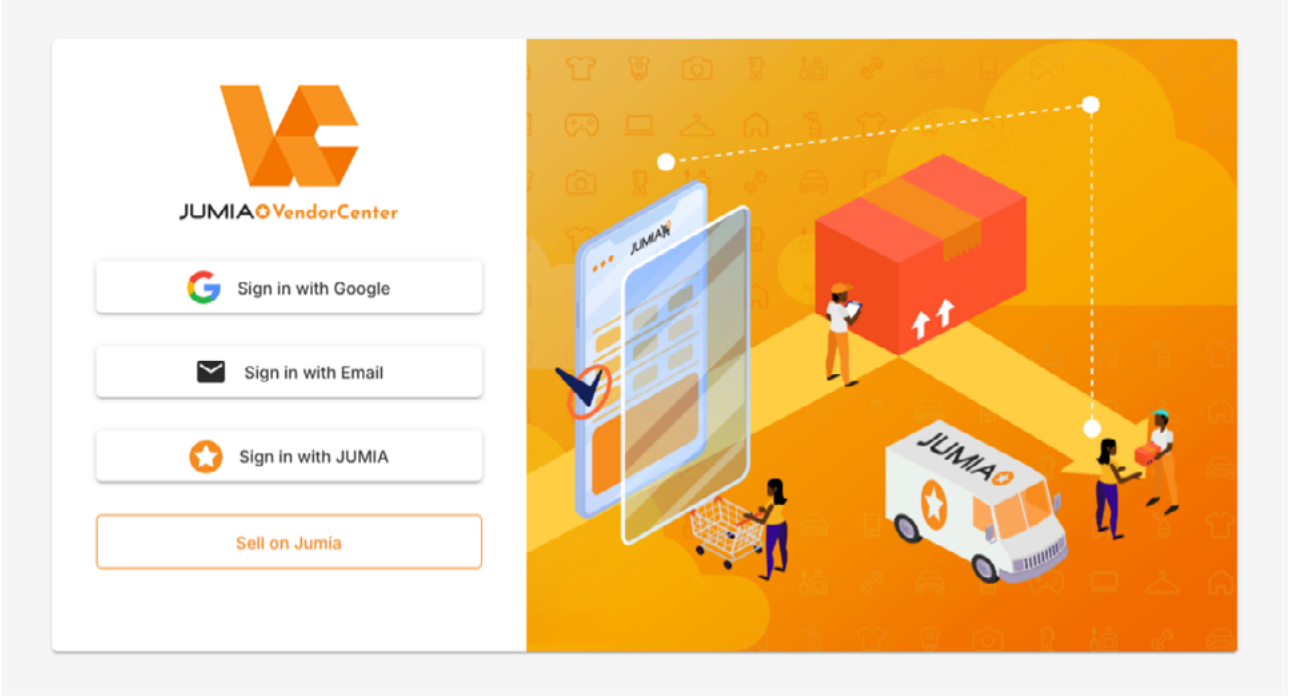 JUMIA VendorCenter
Sign in with Google
Sign in with Email
Sign in with JUMIA
Sell on Jumia
JUMIA
JUMIA